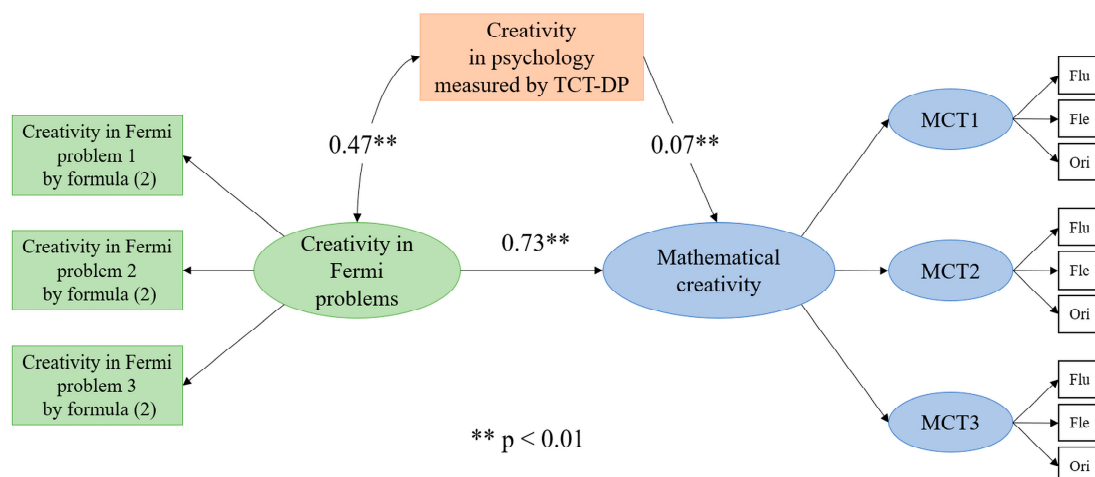 Creativity
in psychology
measured by TCT-DP
0.47**
0.07**
Creativity in Fermi
problem 1
by formula (2)
Creativity in Fermi
problem 2
by formula (2)
Creativity in Fermi
problem 3
by formula (2)
Creativity in
Fermi
problems
0.73**
Mathematical
creativity
MCT1
Flu
Fle
Ori
MCT2
Flu
Fle
Ori
MCT3
Flu
Fle
Ori
** p < 0.01